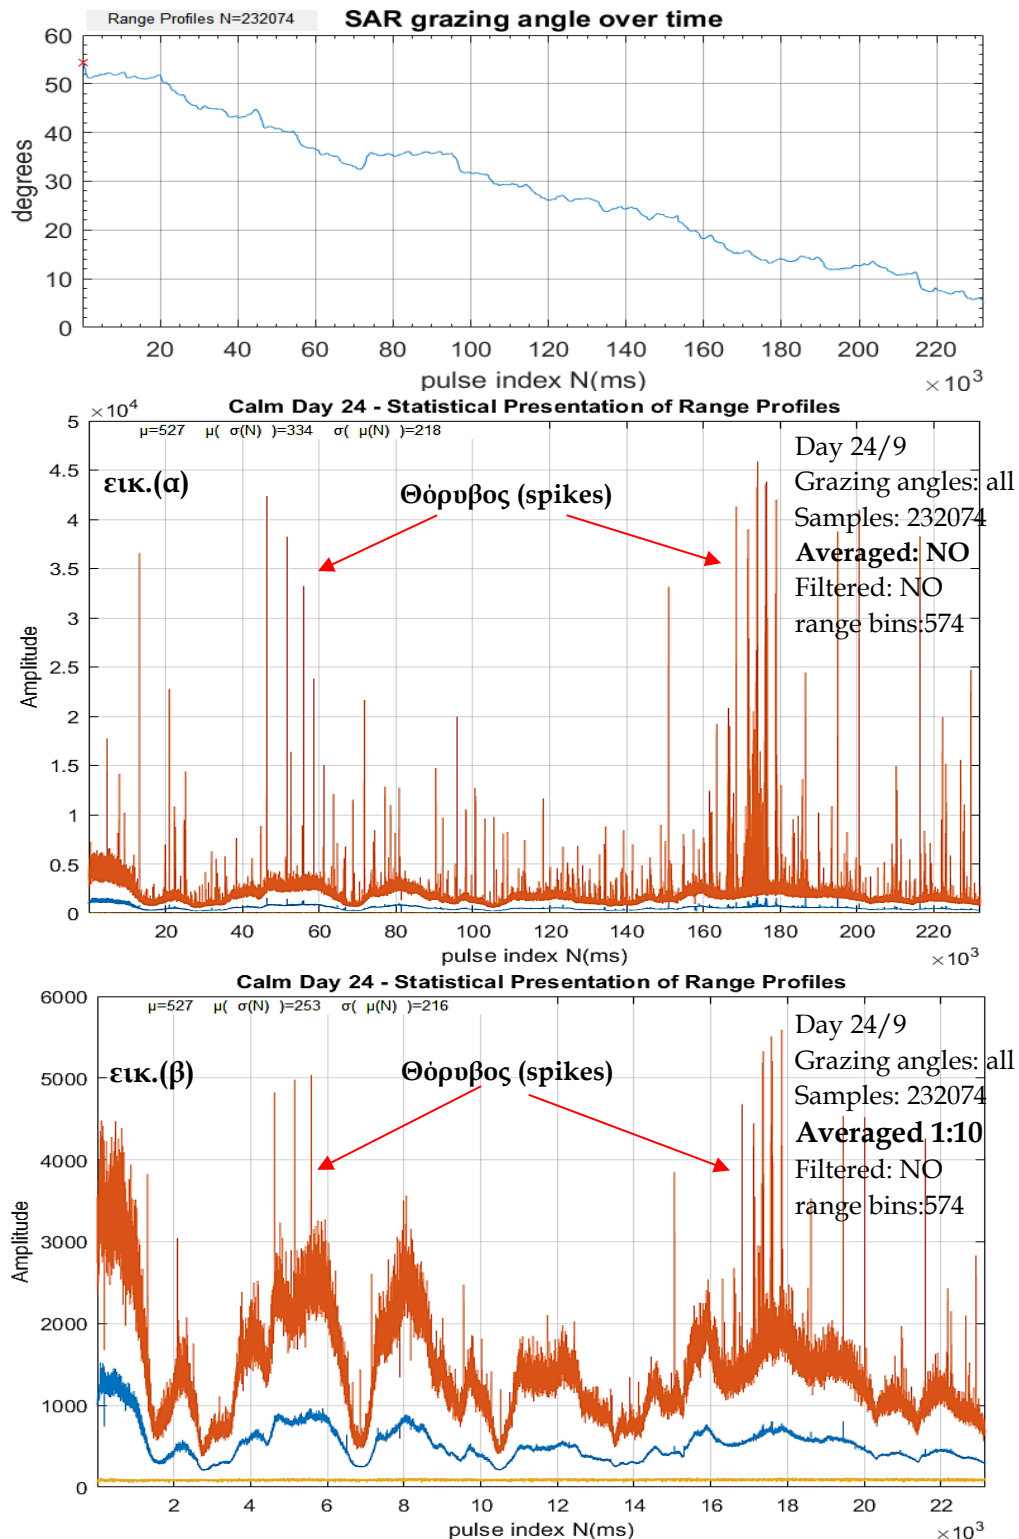 Range Profiles N=232074
SAR grazing angle over time
60
50
40
30
20
10
0
degrees
20 40 60 80 100 120 140 160 180 200 220
pulse index N(ms)
×10³
×10⁴
Calm Day 24 - Statistical Presentation of Range Profiles
μ=527 μ( σ(N) )=334 σ( μ(N) )=218
εικ.(α)
Θόρυβος (spikes)
Day 24/9
Grazing angles: all
Samples: 232074
Averaged: NO
Filtered: NO
range bins:574
5
4.5
4
3.5
3
2.5
2
1.5
1
0.5
0
Amplitude
20 40 60 80 100 120 140 160 180 200 220
pulse index N(ms)
×10³
Calm Day 24 - Statistical Presentation of Range Profiles
μ=527 μ( σ(N) )=253 σ( μ(N) )=216
εικ.(β)
Θόρυβος (spikes)
Day 24/9
Grazing angles: all
Samples: 232074
Averaged 1:10
Filtered: NO
range bins:574
6000
5000
4000
3000
2000
1000
0
Amplitude
2 4 6 8 10 12 14 16 18 20 22
pulse index N(ms)
×10³